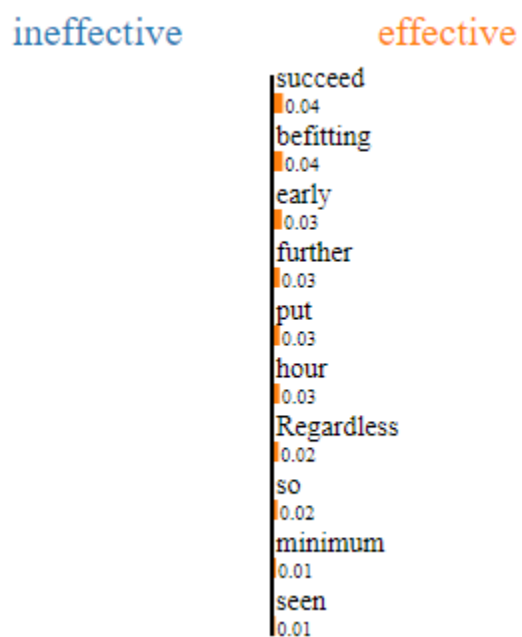 ineffective effective
succeed
0.04
befitting
0.04
early
0.03
further
0.03
put
0.03
hour
0.03
Regardless
0.02
so
0.02
minimum
0.01
seen
0.01